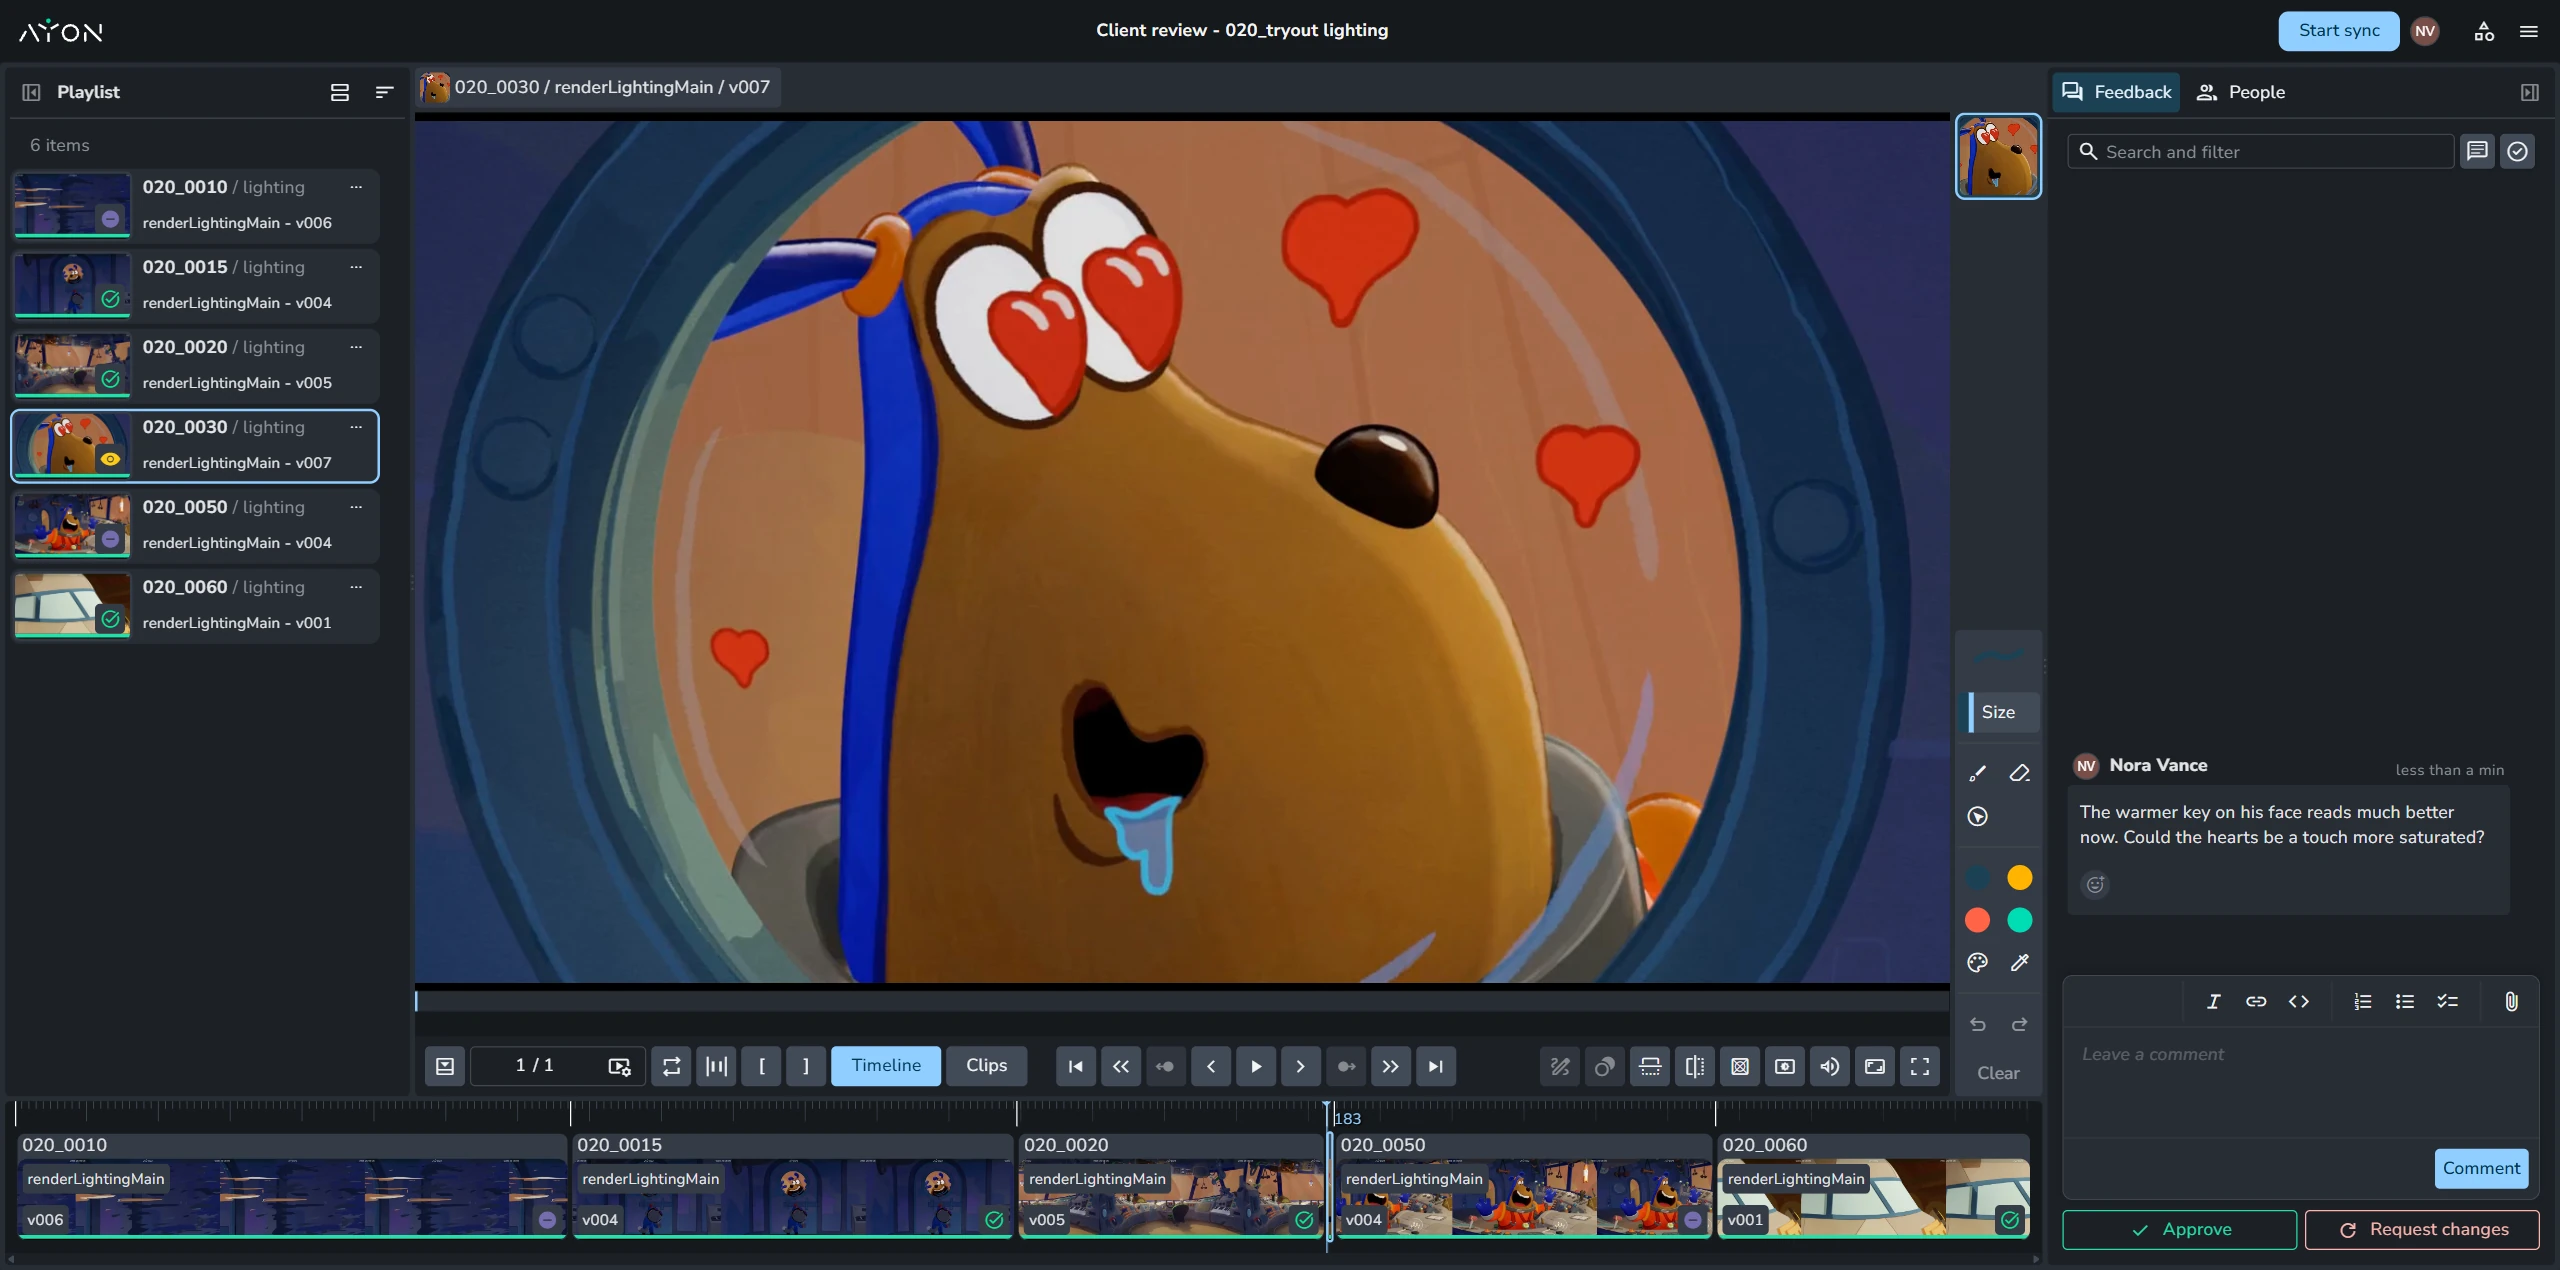 AYON
Client review - 020_tryout lighting
Start sync
NV
Playlist
6 items
020_0010 / lighting
renderLightingMain - v006
020_0015 / lighting
renderLightingMain - v004
020_0020 / lighting
renderLightingMain - v005
020_0030 / lighting
renderLightingMain - v007
020_0050 / lighting
renderLightingMain - v004
020_0060 / lighting
renderLightingMain - v001
020_0030 / renderLightingMain / v007
Size
Clear
Feedback
People
Search and filter
NV
Nora Vance
less than a min
The warmer key on his face reads much better
now. Could the hearts be a touch more saturated?
Leave a comment
Comment
Approve
Request changes
1 / 1
[
]
Timeline
Clips
183
020_0010
renderLightingMain
v006
020_0015
renderLightingMain
v004
020_0020
renderLightingMain
v005
020_0050
renderLightingMain
v004
020_0060
renderLightingMain
v001